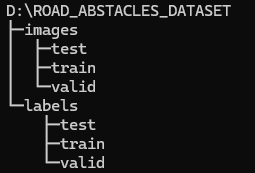 D:\ROAD_ABSTACLES_DATASET
├─images
│  ├─test
│  ├─train
│  └─valid
└─labels
    ├─test
    ├─train
    └─valid